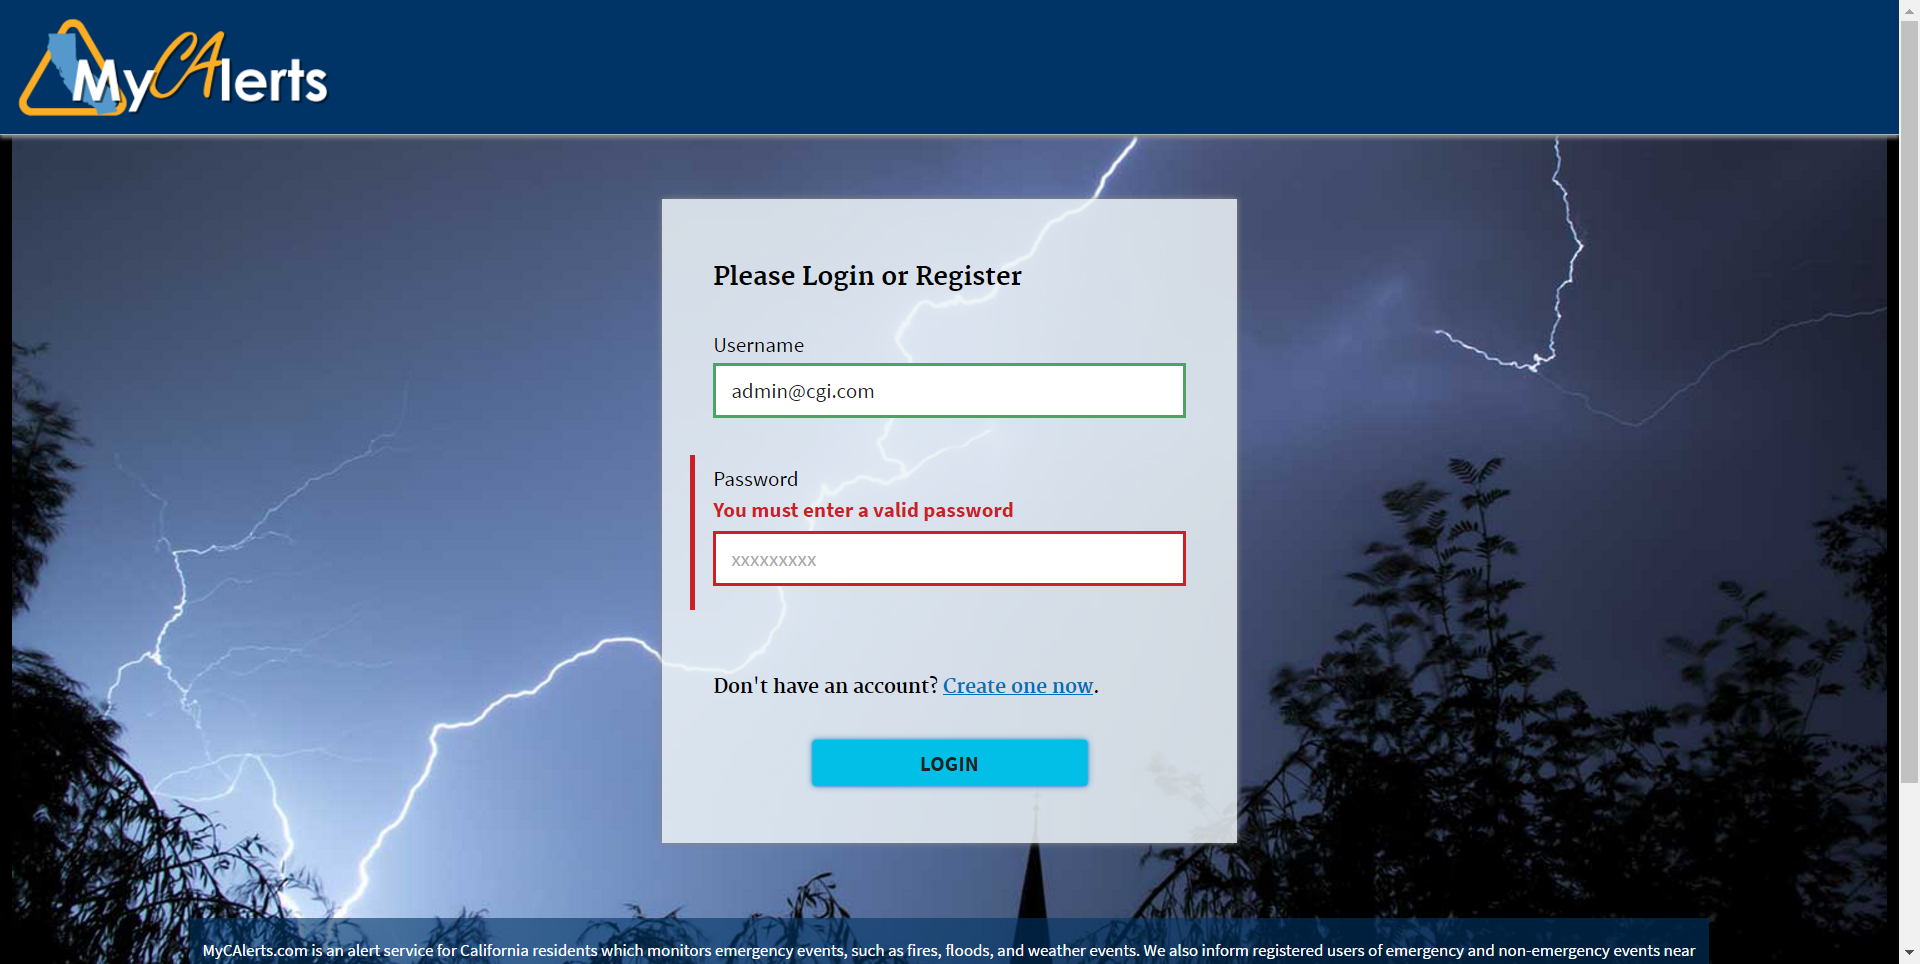 MyCAlerts
Please Login or Register
Username
admin@cgi.com
Password
You must enter a valid password
xxxxxxxxx
Don't have an account? Create one now.
LOGIN
MyCAlerts.com is an alert service for California residents which monitors emergency events, such as fires, floods, and weather events. We also inform registered users of emergency and non-emergency events near